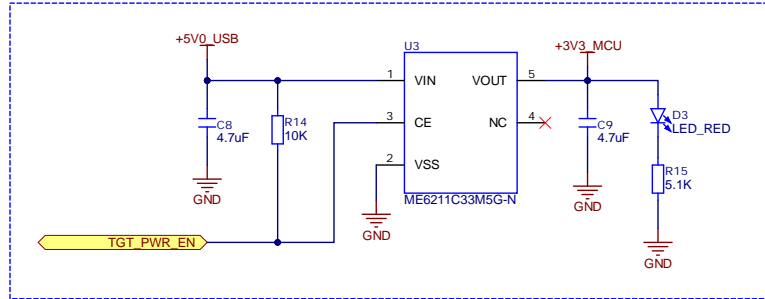 +5V0_USB
U3
+3V3_MCU
1
VIN
VOUT
5
C8
4.7uF
R14
10K
3
CE
NC
4
C9
4.7uF
D3
LED_RED
2
VSS
R15
5.1K
GND
ME6211C33M5G-N
GND
GND
GND
TGT_PWR_EN